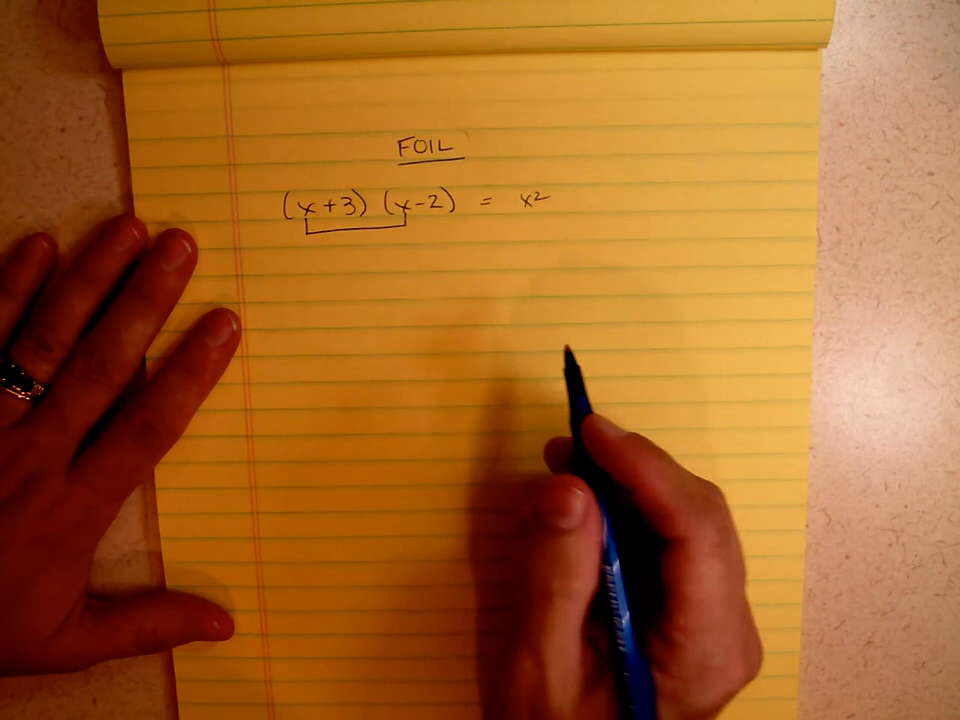 FOIL
(x+3) (x-2) = x²